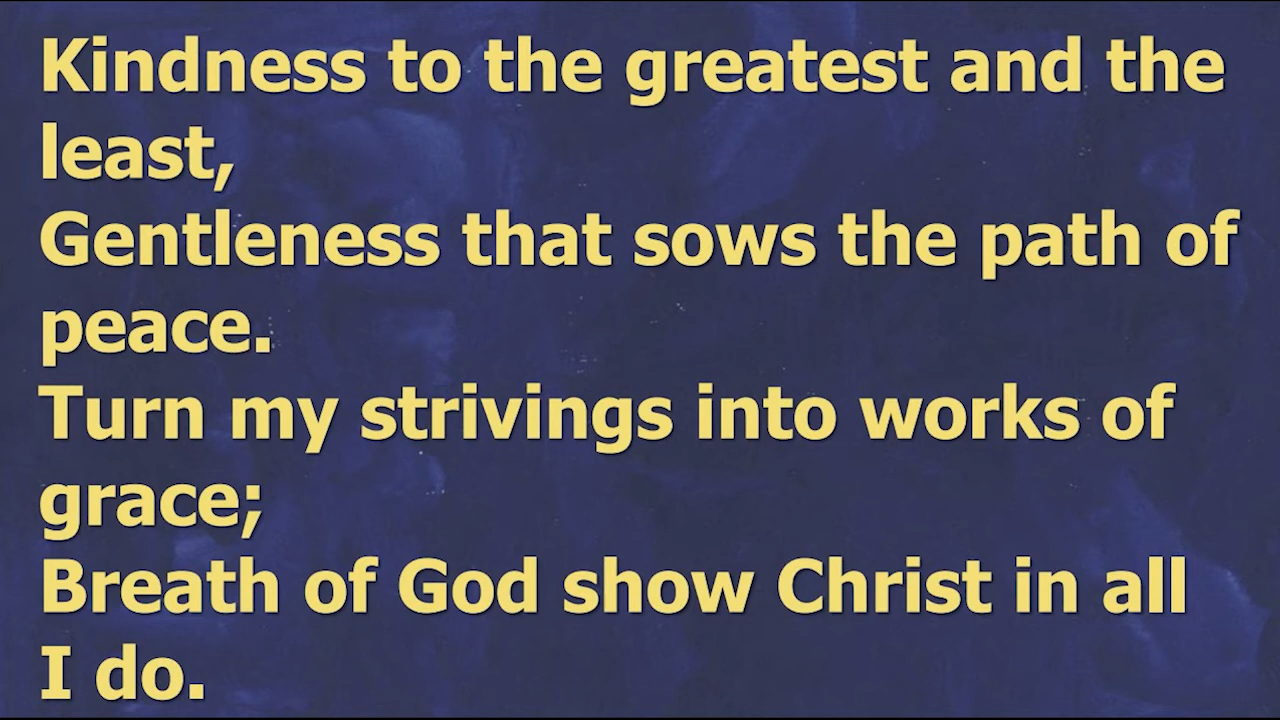 Kindness to the greatest and the
least,
Gentleness that sows the path of
peace.
Turn my strivings into works of
grace;
Breath of God show Christ in all
I do.